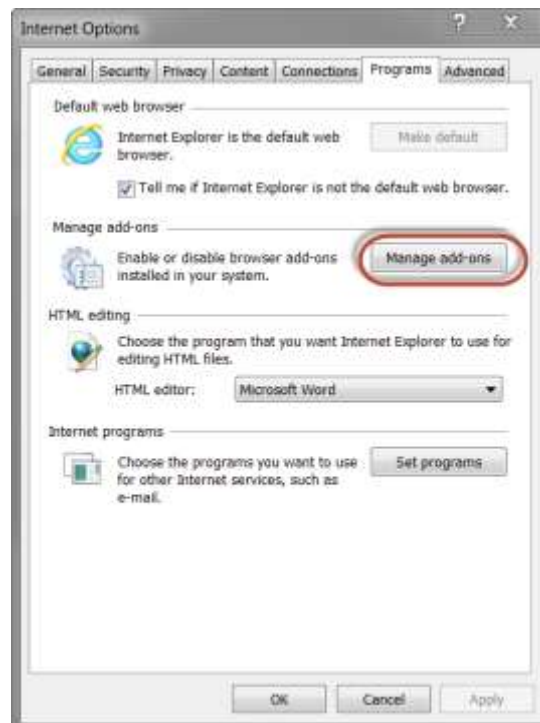 Internet Options
General Security Privacy Content Connections Programs Advanced
Default web browser
Internet Explorer is the default web
browser.
Make default
Tell me if Internet Explorer is not the default web browser.
Manage add-ons
Enable or disable browser add-ons
installed in your system.
Manage add-ons
HTML editing
Choose the program that you want Internet Explorer to use for
editing HTML files.
HTML editor: Microsoft Word
Internet programs
Choose the programs you want to use
for other Internet services, such as
e-mail.
Set programs
OK Cancel Apply